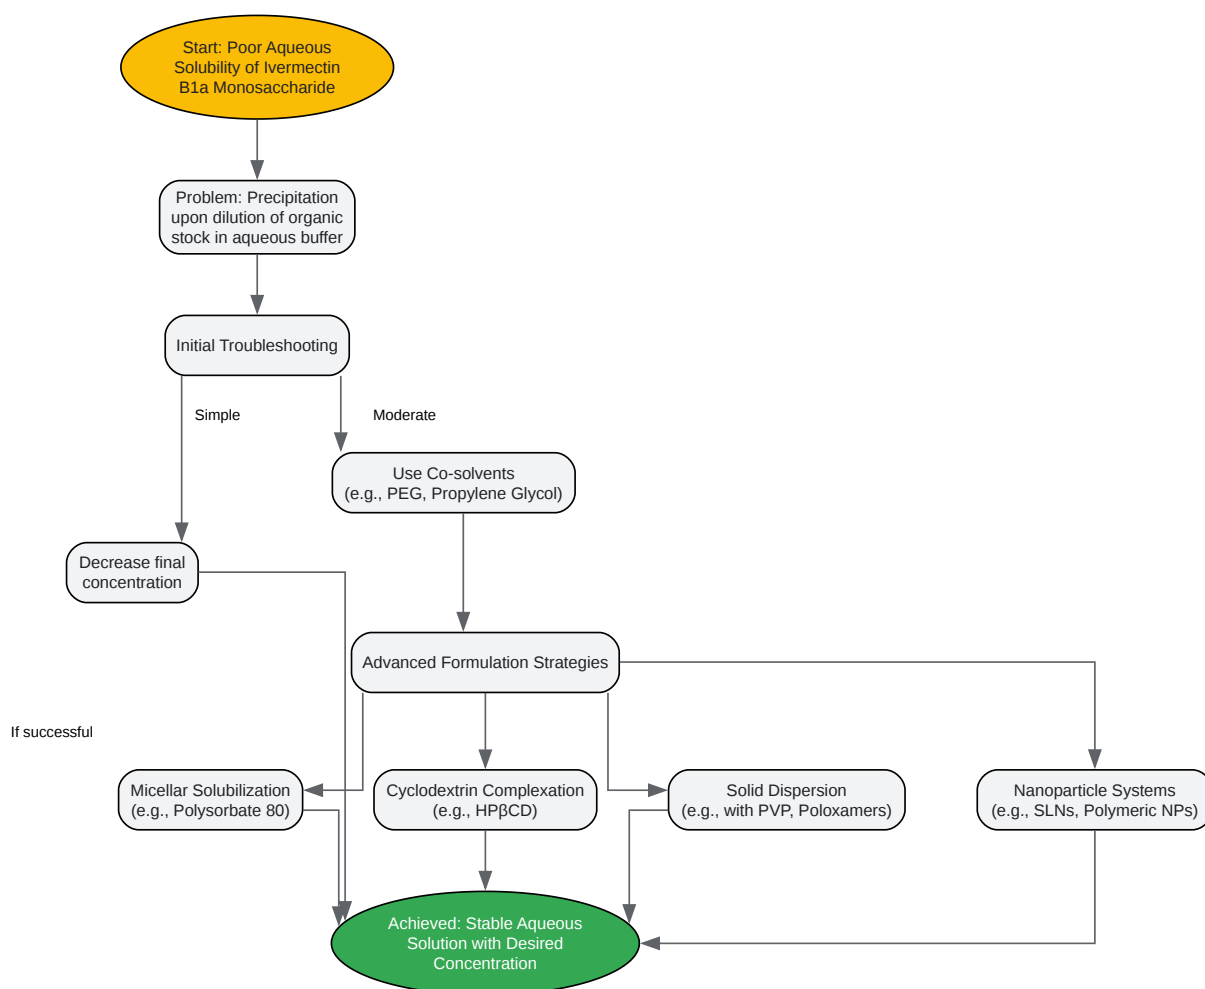 Start: Poor Aqueous
Solubility of Ivermectin
B1a Monosaccharide
Problem: Precipitation
upon dilution of organic
stock in aqueous buffer
Initial Troubleshooting
Simple
Moderate
Use Co-solvents
(e.g., PEG, Propylene Glycol)
Decrease final
concentration
Advanced Formulation Strategies
If successful
Micellar Solubilization
(e.g., Polysorbate 80)
Cyclodextrin Complexation
(e.g., HPβCD)
Solid Dispersion
(e.g., with PVP, Poloxamers)
Nanoparticle Systems
(e.g., SLNs, Polymeric NPs)
Achieved: Stable Aqueous
Solution with Desired
Concentration